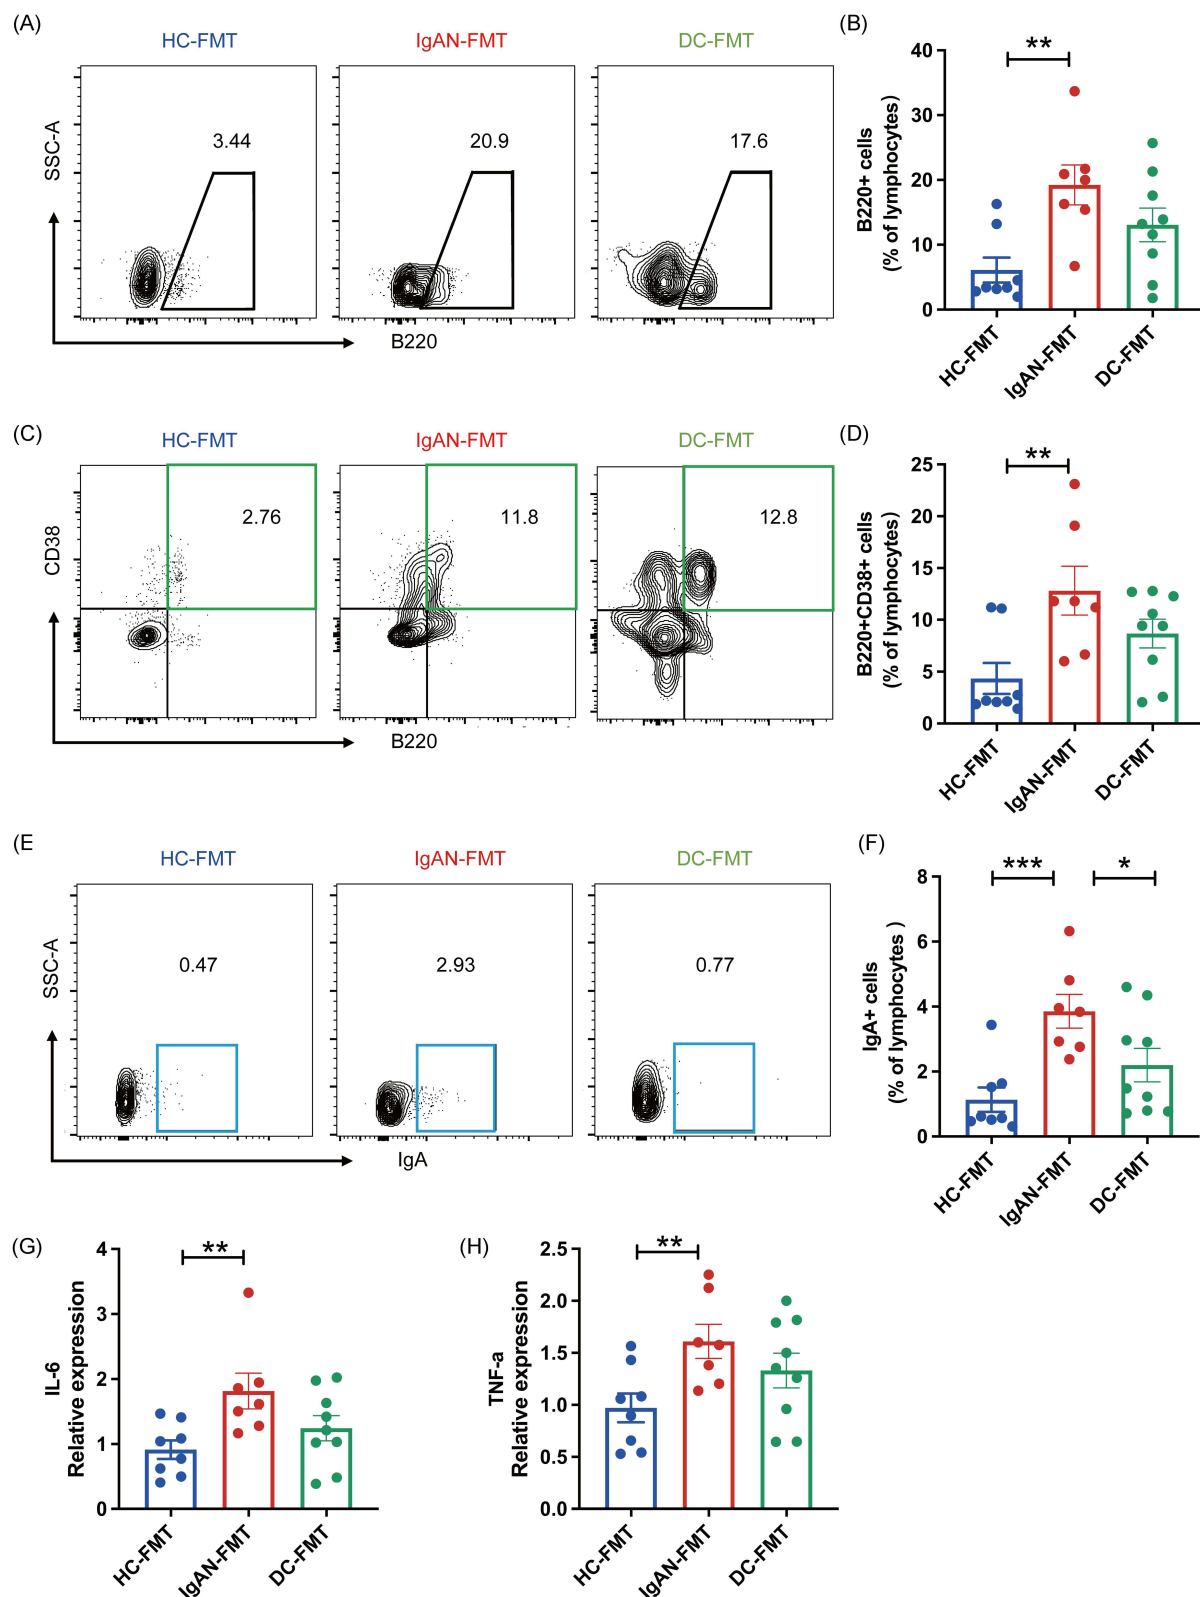 (A)
HC-FMT
IgAN-FMT
DC-FMT
SSC-A
3.44
20.9
17.6
B220
(B)
B220+ cells
(% of lymphocytes)
40
30
20
10
0
**
HC-FMT
IgAN-FMT
DC-FMT
(C)
HC-FMT
IgAN-FMT
DC-FMT
CD38
2.76
11.8
12.8
B220
(D)
B220+CD38+ cells
(% of lymphocytes)
25
20
15
10
5
0
**
HC-FMT
IgAN-FMT
DC-FMT
(E)
HC-FMT
IgAN-FMT
DC-FMT
SSC-A
0.47
2.93
0.77
IgA
(F)
IgA+ cells
(% of lymphocytes )
8
6
4
2
0
***
*
HC-FMT
IgAN-FMT
DC-FMT
(G)
IL-6
Relative expression
4
3
2
1
0
**
HC-FMT
IgAN-FMT
DC-FMT
(H)
TNF-a
Relative expression
2.5
2.0
1.5
1.0
0.5
0.0
**
HC-FMT
IgAN-FMT
DC-FMT